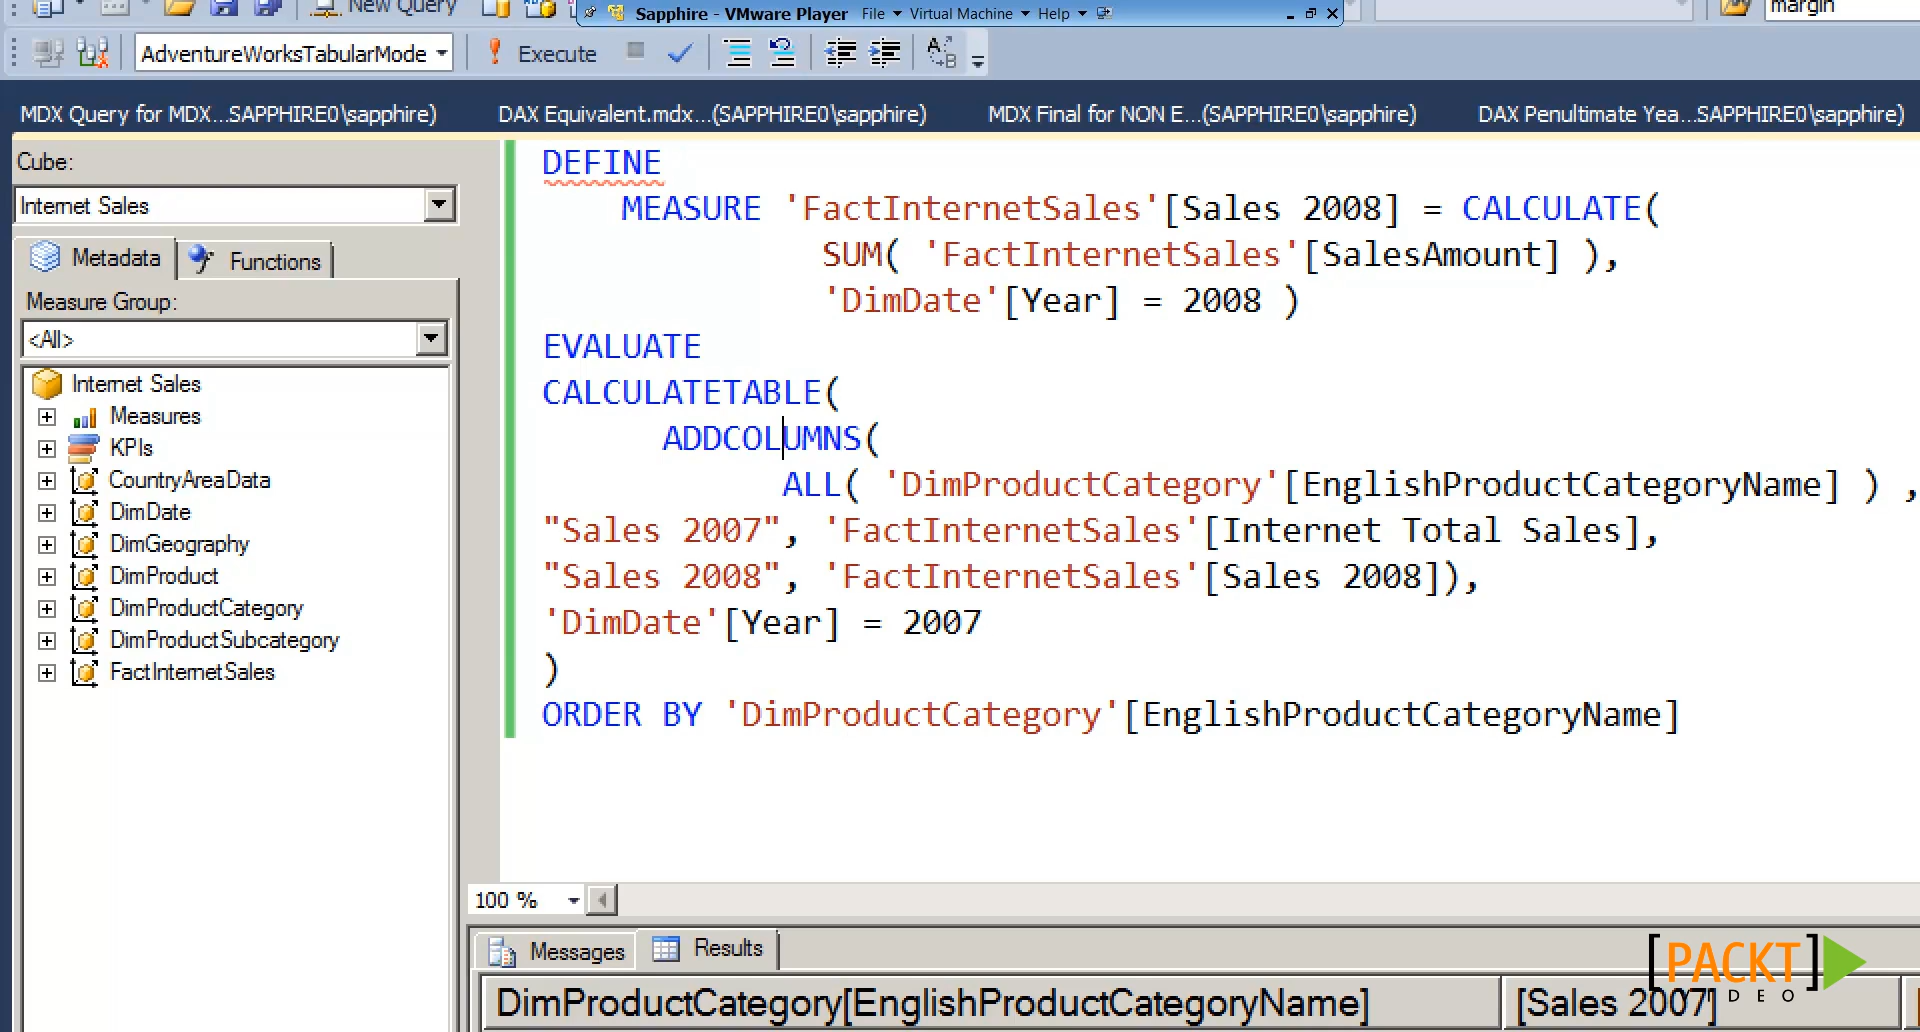 New Query
margin
Sapphire - VMware Player File Virtual Machine Help
AdventureWorksTabularMode
Execute
MDX Query for MDX...SAPPHIRE0\sapphire)
DAX Equivalent.mdx...(SAPPHIRE0\sapphire)
MDX Final for NON E...(SAPPHIRE0\sapphire)
DAX Penultimate Yea...SAPPHIRE0\sapphire)
Cube:
Internet Sales
Metadata
Functions
Measure Group:
<All>
Internet Sales
Measures
KPIs
CountryAreaData
DimDate
DimGeography
DimProduct
DimProductCategory
DimProductSubcategory
FactInternetSales
DEFINE
MEASURE 'FactInternetSales'[Sales 2008] = CALCULATE(
SUM( 'FactInternetSales'[SalesAmount] ),
'DimDate'[Year] = 2008 )
EVALUATE
CALCULATETABLE(
ADDCOLUMNS(
ALL( 'DimProductCategory'[EnglishProductCategoryName] ) ,
"Sales 2007", 'FactInternetSales'[Internet Total Sales],
"Sales 2008", 'FactInternetSales'[Sales 2008]),
'DimDate'[Year] = 2007
)
ORDER BY 'DimProductCategory'[EnglishProductCategoryName]
100 %
Messages
Results
DimProductCategory[EnglishProductCategoryName]
[Sales 2007]
[PACKT]
DEO